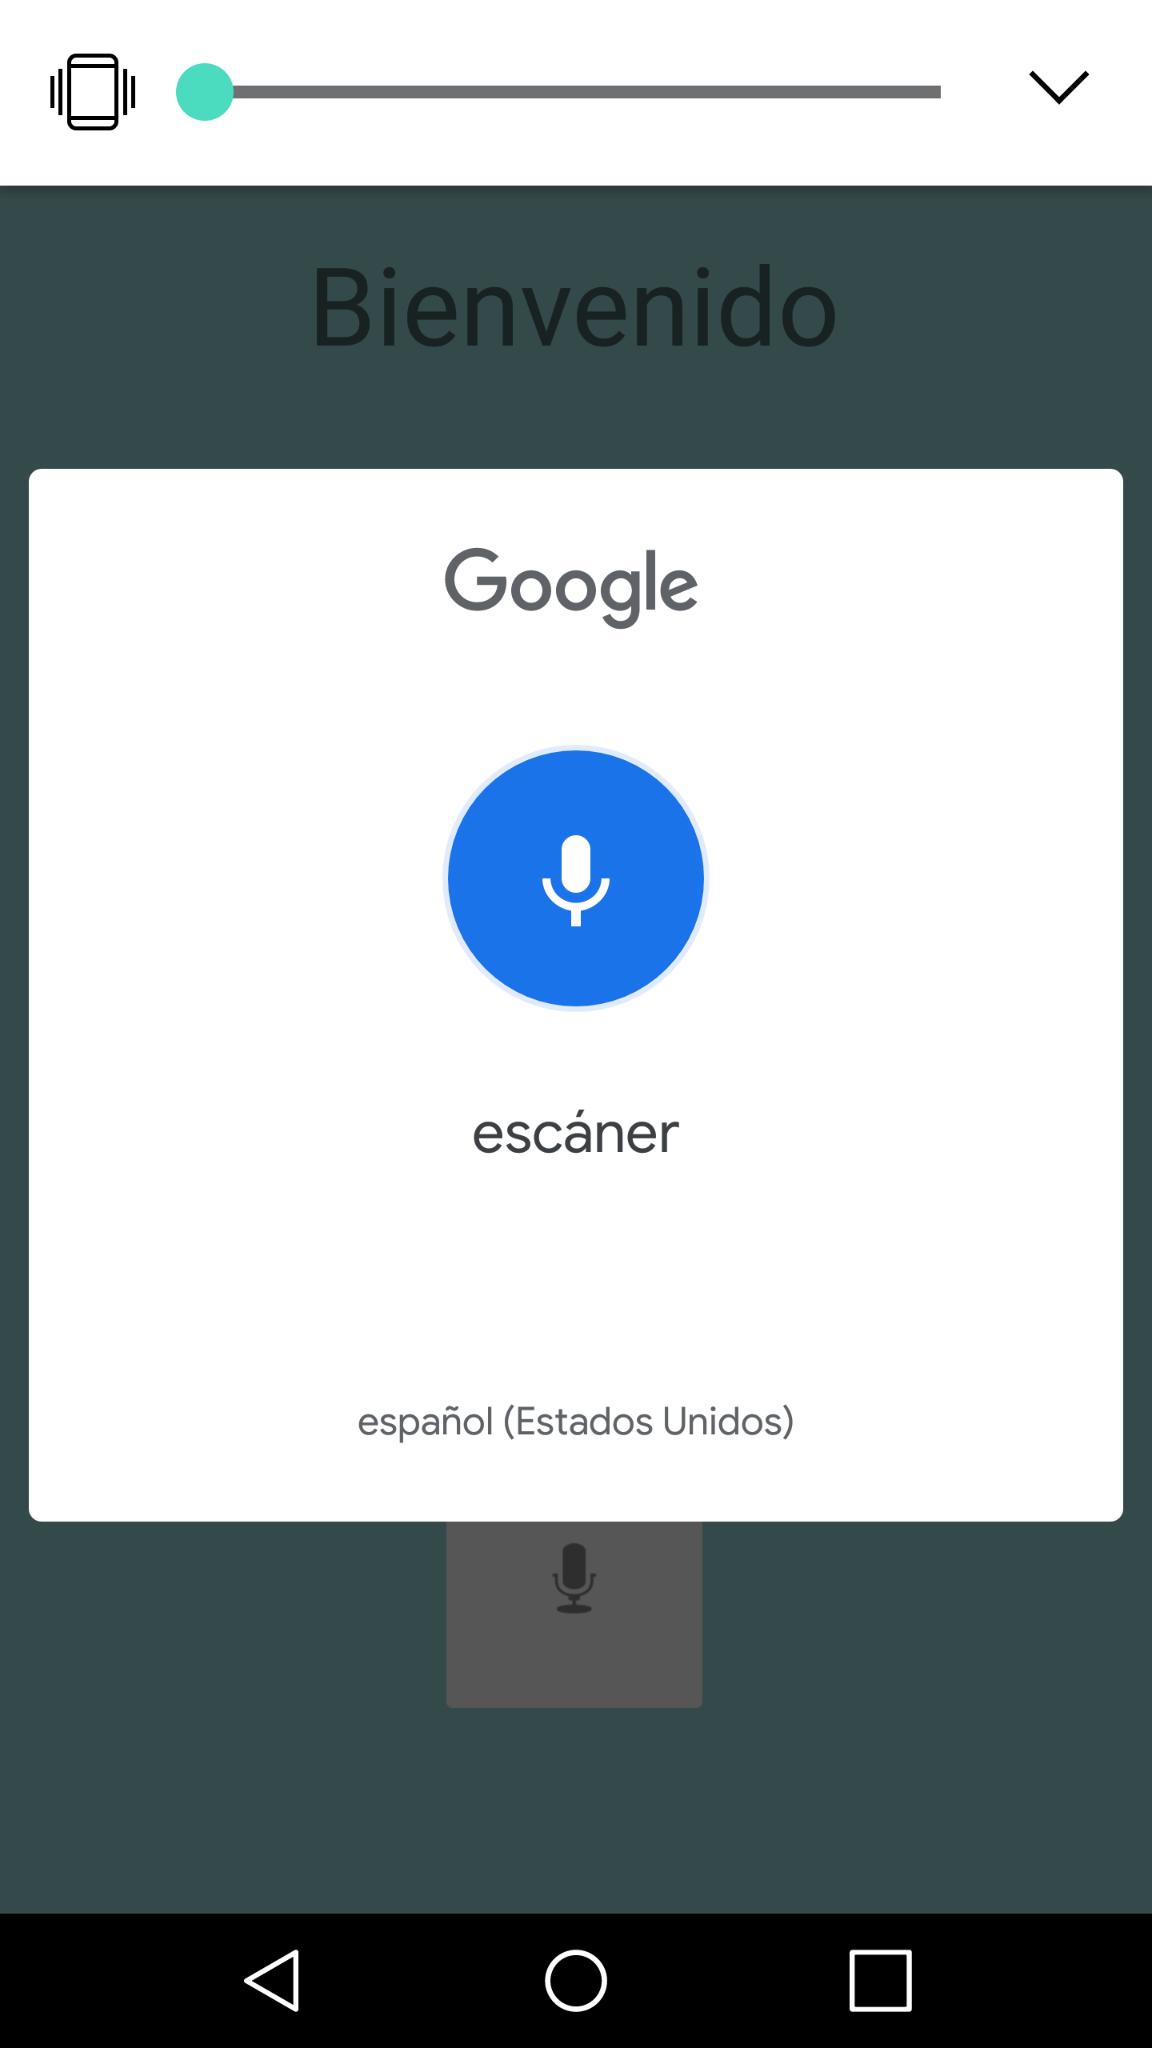 Bienvenido
Google
escáner
español (Estados Unidos)